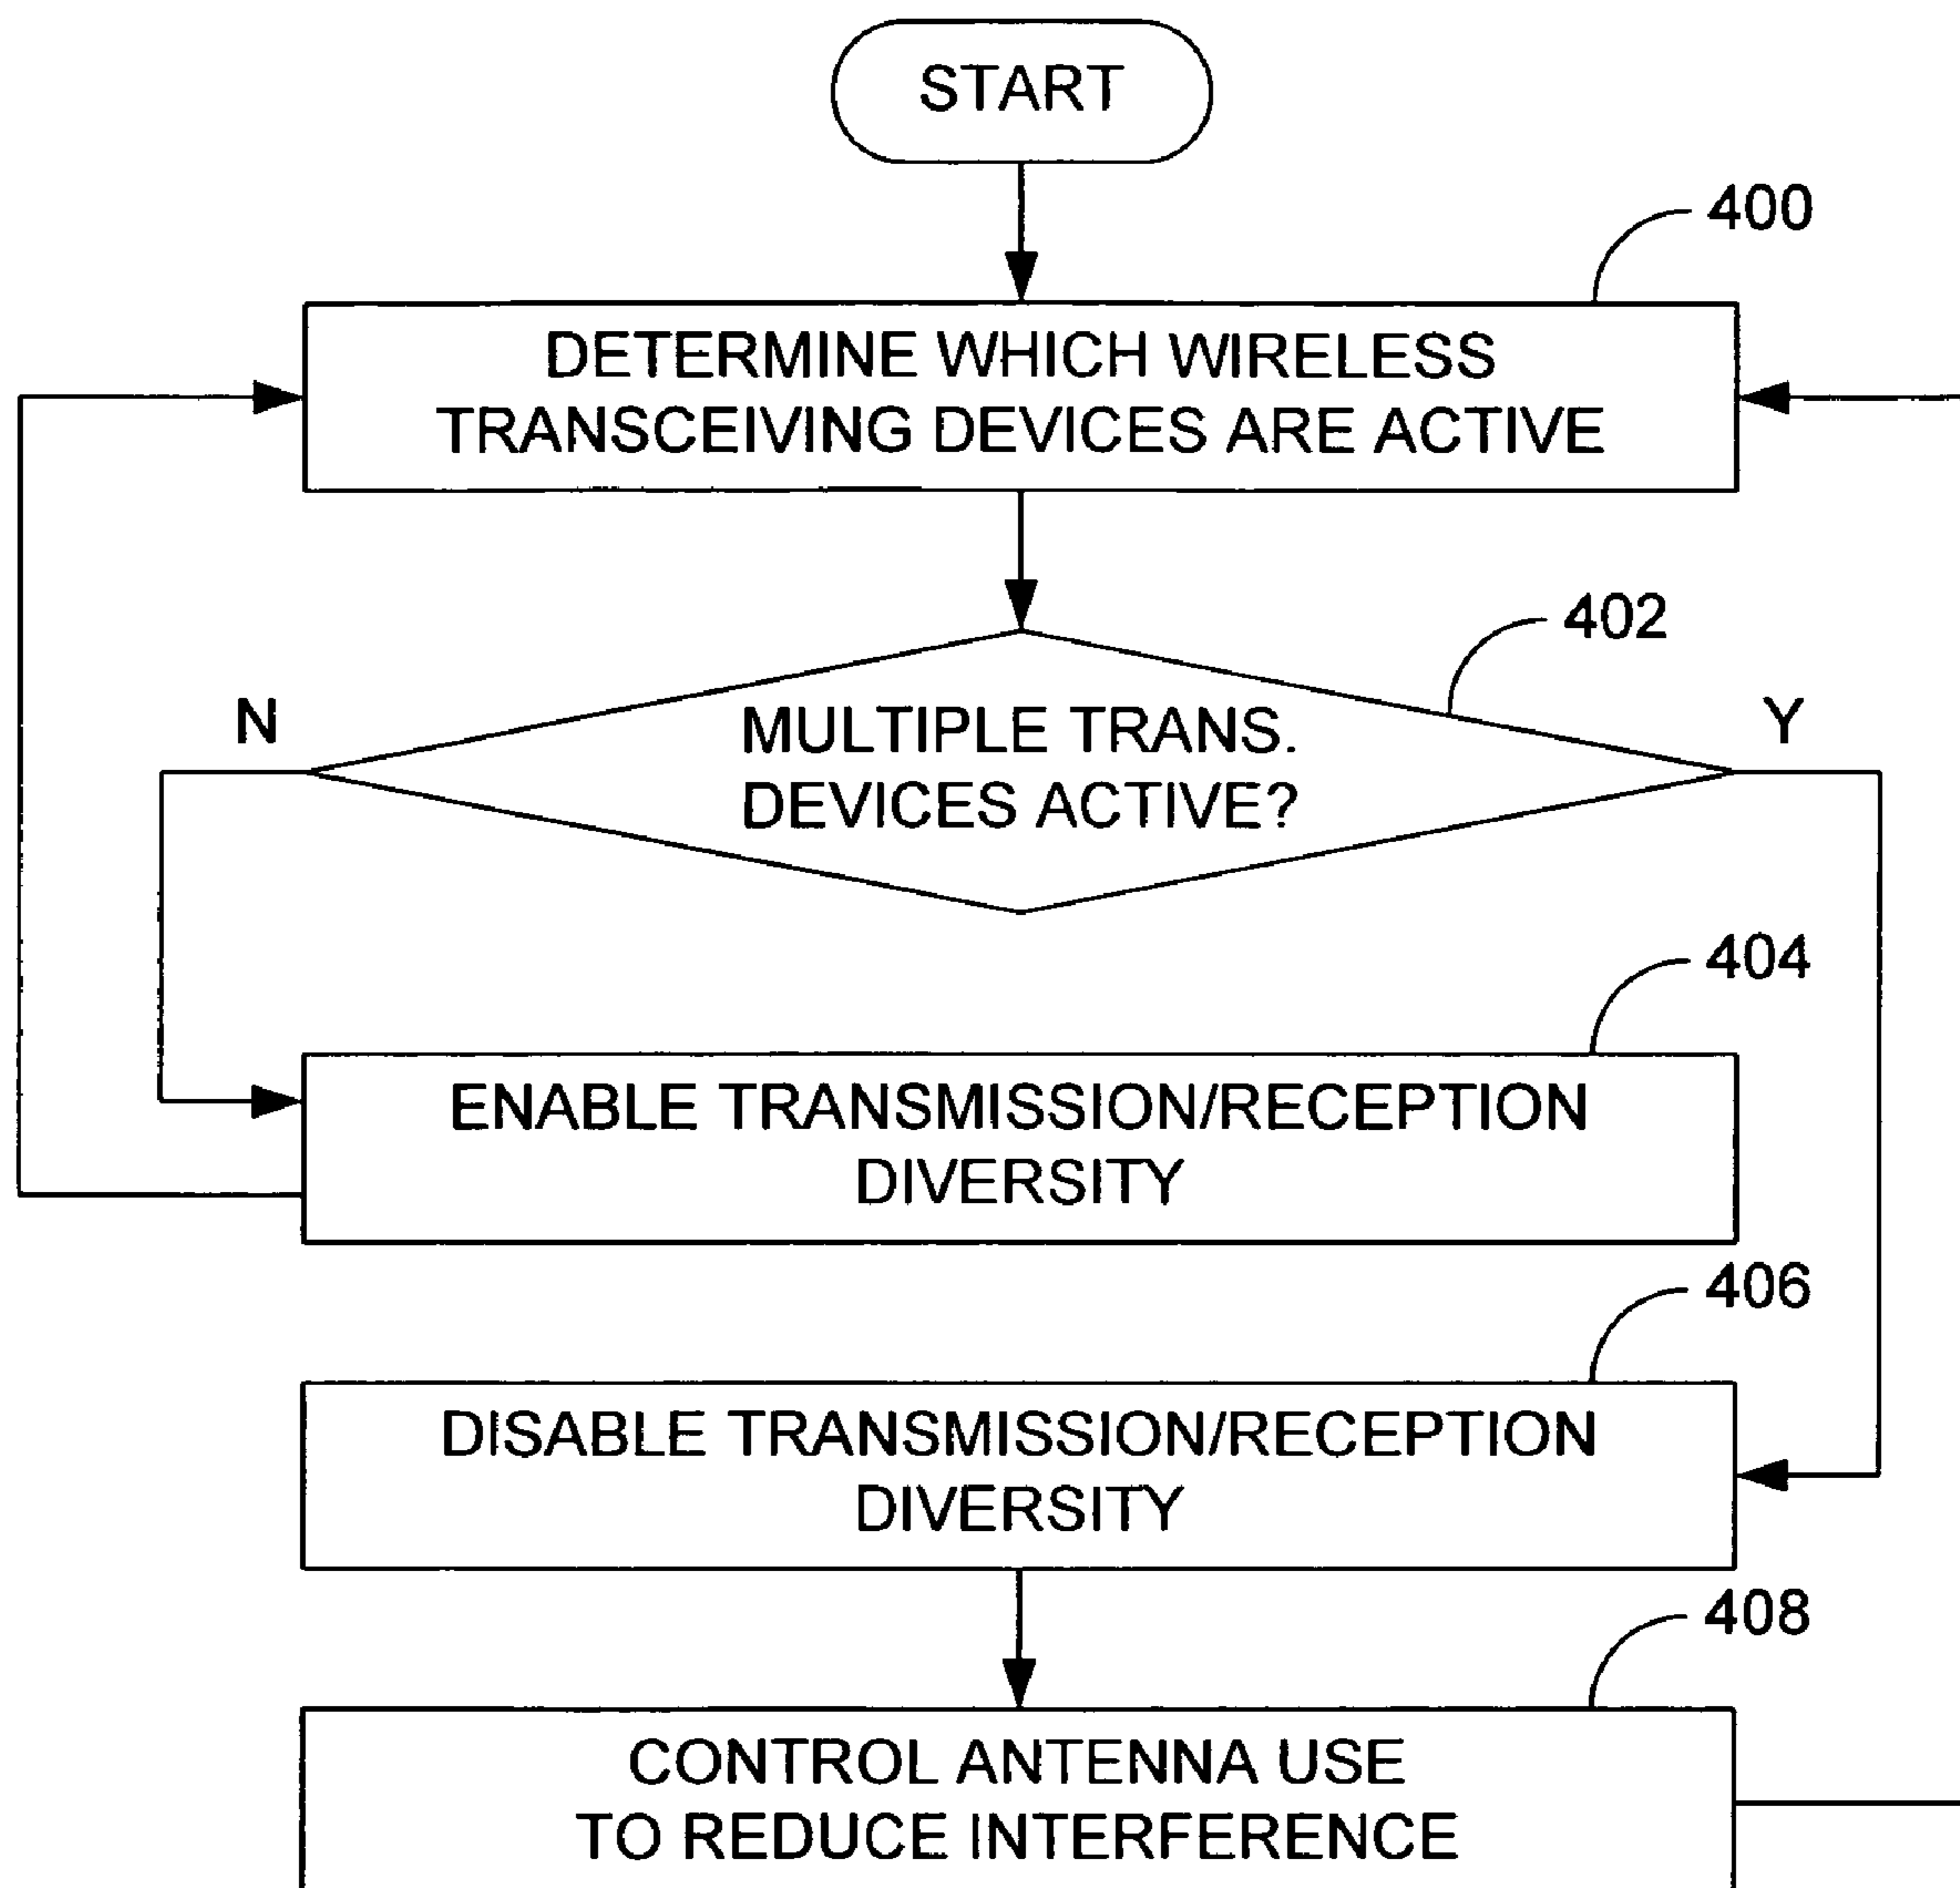 START
400
DETERMINE WHICH WIRELESS
TRANSCEIVING DEVICES ARE ACTIVE
402
N
Y
MULTIPLE TRANS.
DEVICES ACTIVE?
404
ENABLE TRANSMISSION/RECEPTION
DIVERSITY
406
DISABLE TRANSMISSION/RECEPTION
DIVERSITY
408
CONTROL ANTENNA USE
TO REDUCE INTERFERENCE